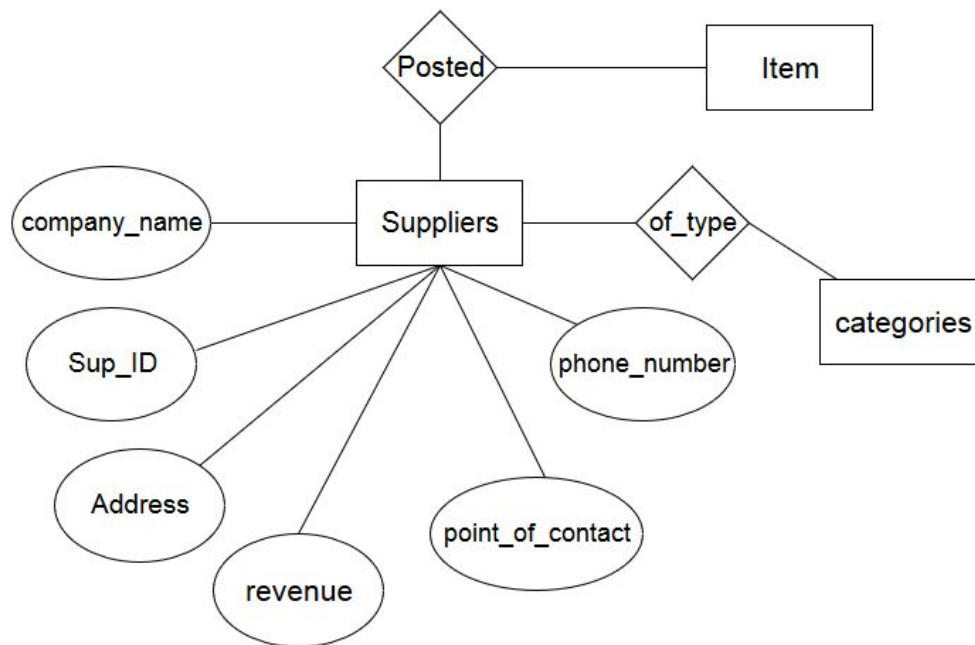 Posted
Item
company_name
Suppliers
of_type
categories
Sup_ID
phone_number
Address
point_of_contact
revenue